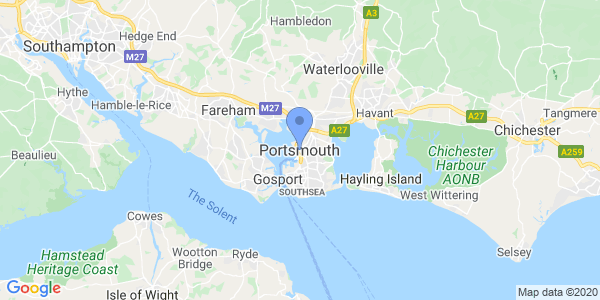 Hambledon
A3
Hedge End
Southampton
M27
Waterlooville
Hythe
Hamble-le-Rice
Fareham
M27
Havant
A27
Tangmere
A27
Chichester
Portsmouth
Beaulieu
A259
Chichester
Harbour
AONB
Gosport
SOUTHSEA
Hayling Island
West Wittering
The Solent
Cowes
Selsey
Hamstead
Heritage Coast
Wootton
Bridge
Ryde
Isle of Wight
Google
Map data ©2020